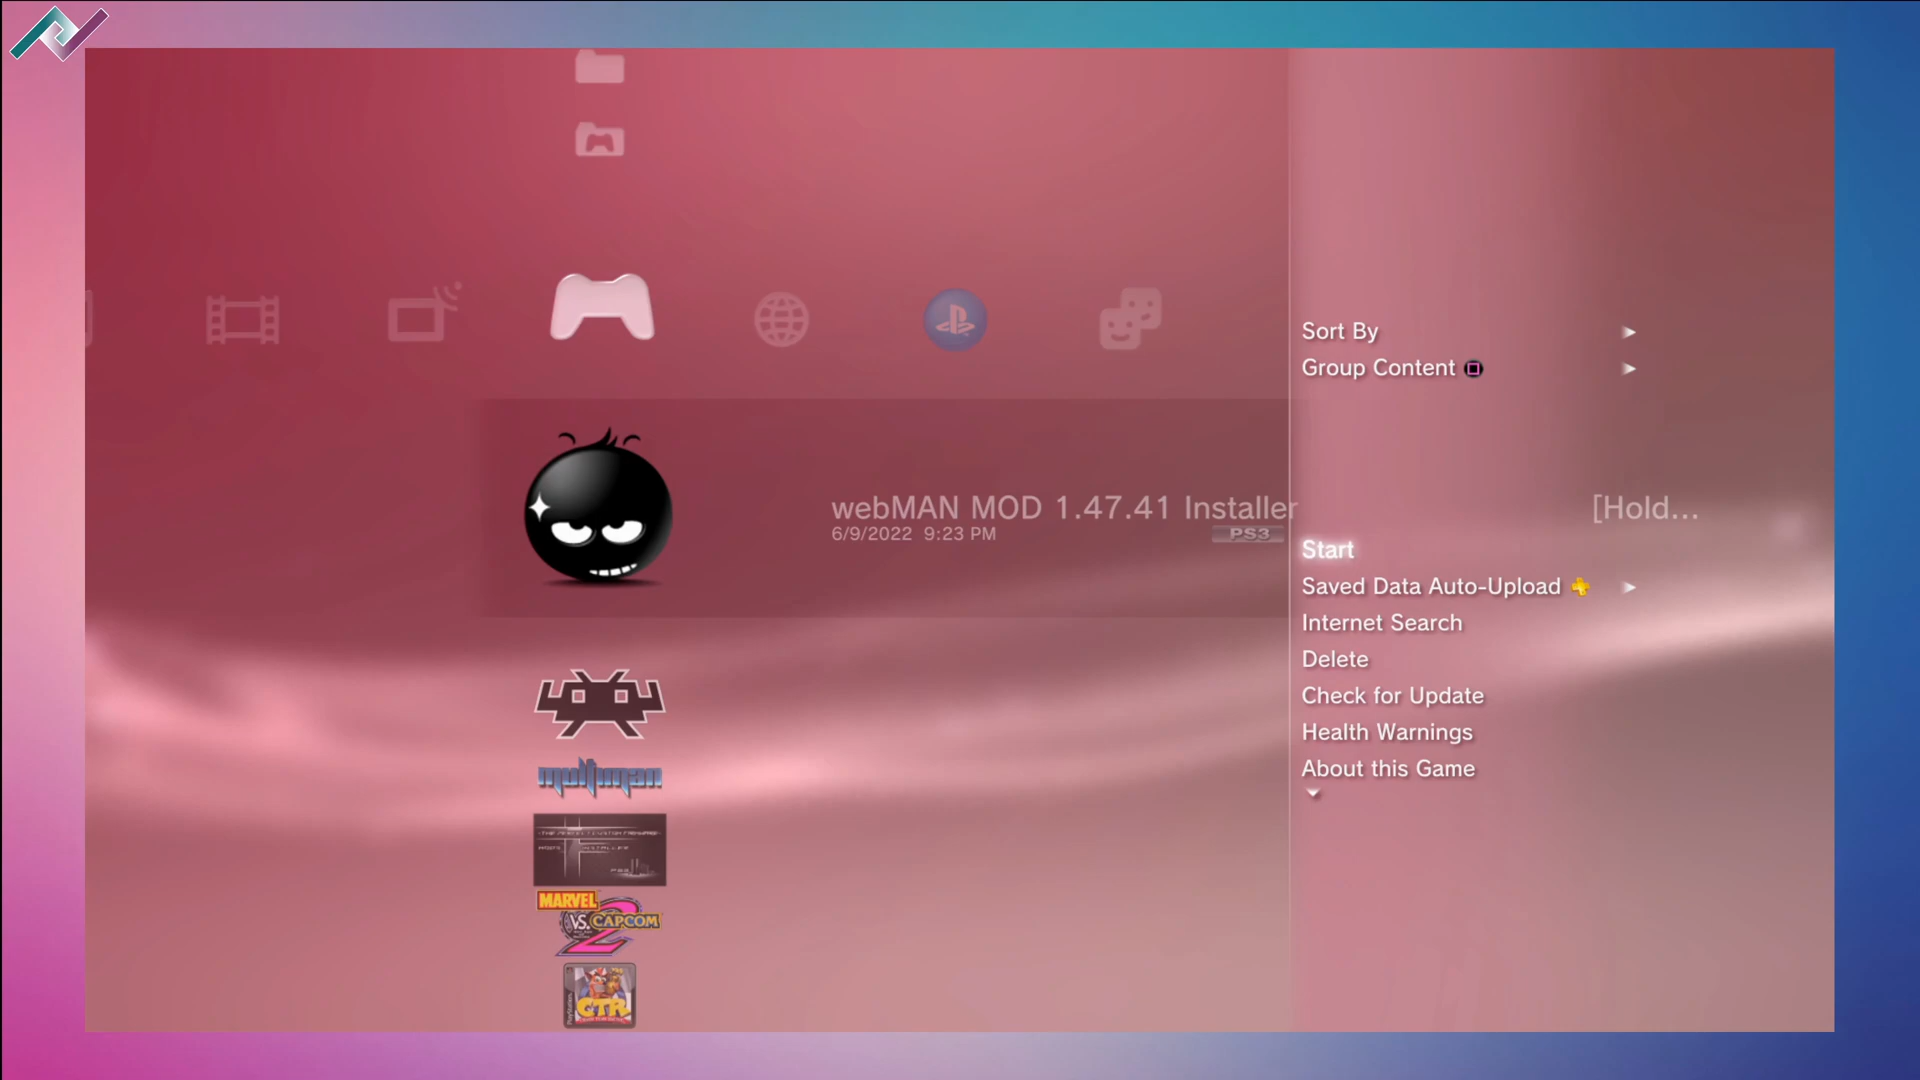 Sort By
Group Content
webMAN MOD 1.47.41 Installer [Hold...
6/9/2022 9:23 PM
PS3
Start
Saved Data Auto-Upload
Internet Search
Delete
Check for Update
Health Warnings
About this Game
multiman
MARVEL
VS. CAPCOM
2
PlayStation
CTR